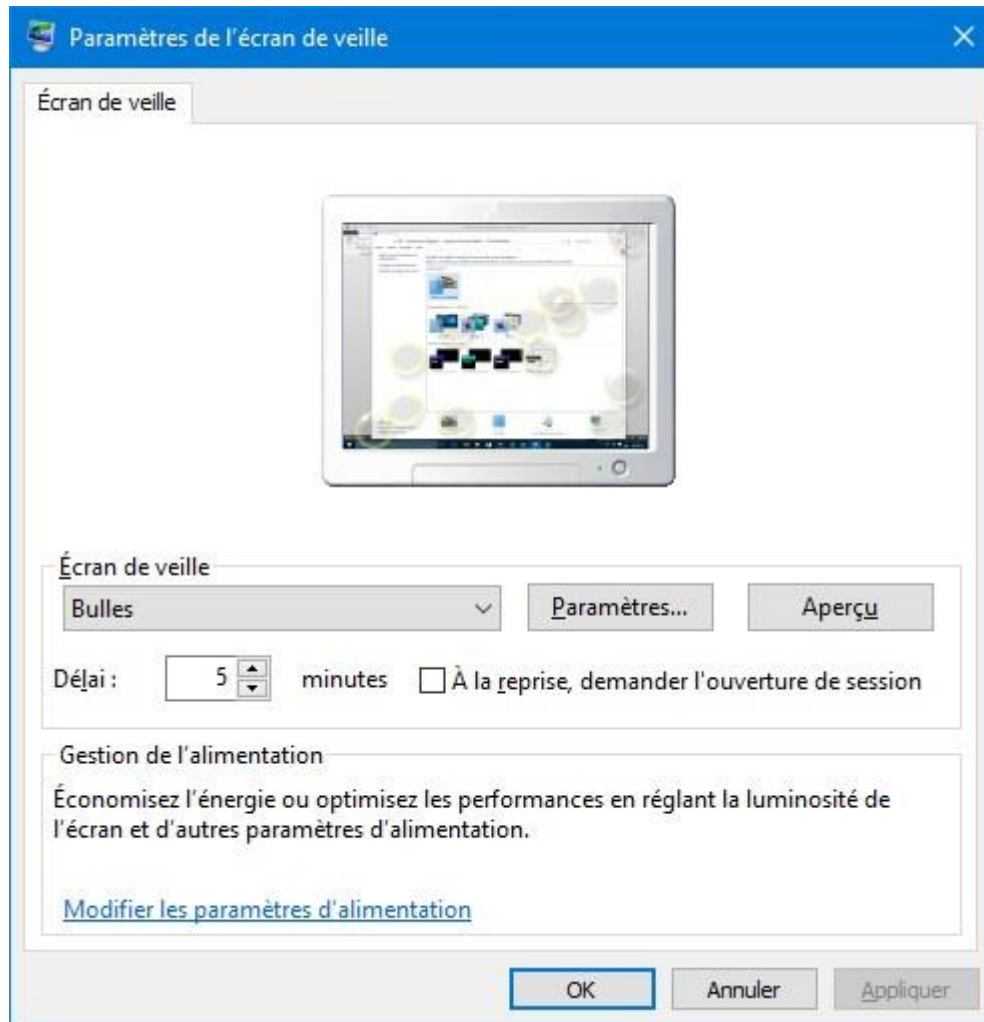 Paramètres de l'écran de veille
Écran de veille
Écran de veille
Bulles
Paramètres...
Aperçu
Délai :
5
minutes
À la reprise, demander l'ouverture de session
Gestion de l'alimentation
Économisez l'énergie ou optimisez les performances en réglant la luminosité de
l'écran et d'autres paramètres d'alimentation.
Modifier les paramètres d'alimentation
OK
Annuler
Appliquer